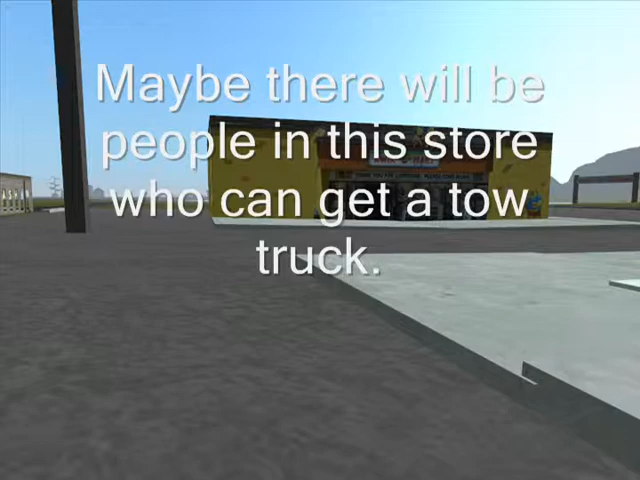 Maybe there will be
people in this store
who can get a tow
truck.